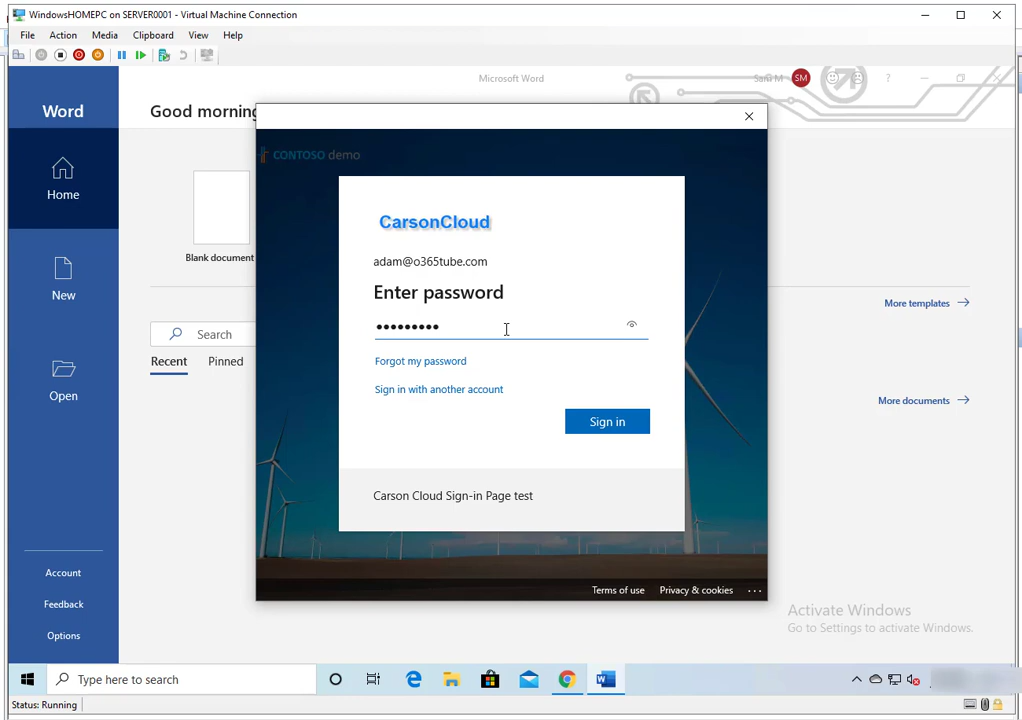 WindowsHOMEPC on SERVER0001 - Virtual Machine Connection
File Action Media Clipboard View Help
Word
Good morning
Microsoft Word
Sam M
SM
?
Home
New
Open
Account
Feedback
Options
Blank document
Search
Recent Pinned
More templates
More documents
CONTOSO demo
CarsonCloud
adam@o365tube.com
Enter password
•••••••••
Forgot my password
Sign in with another account
Sign in
Carson Cloud Sign-in Page test
Terms of use Privacy & cookies ...
Activate Windows
Go to Settings to activate Windows.
Type here to search
Status: Running